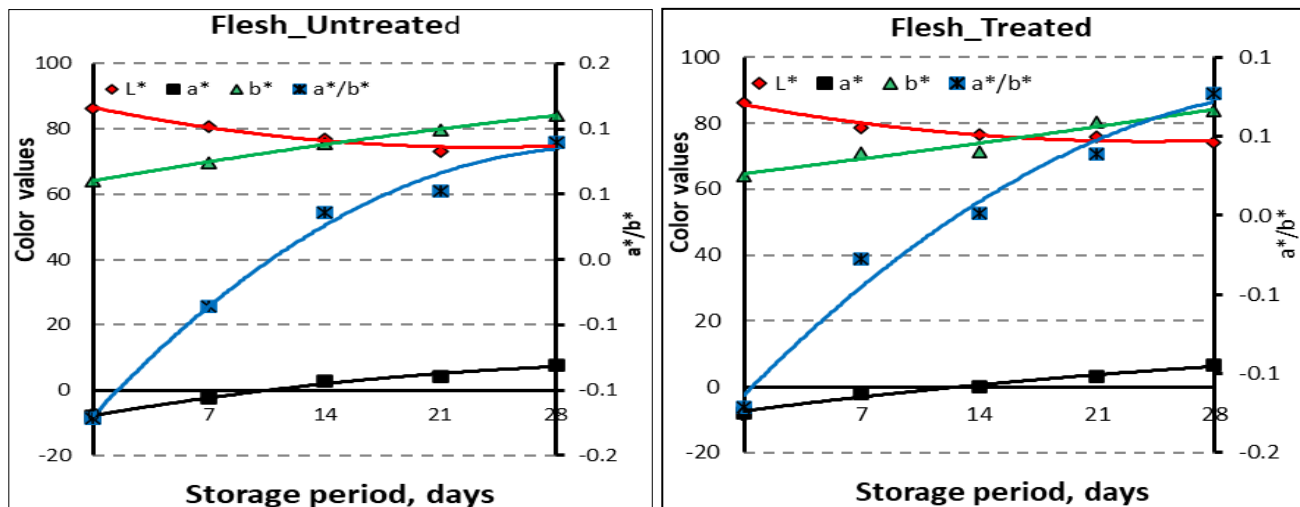 Flesh_Untreated
100
80
60
40
20
0
-20
Color values
L* a* b* a*/b*
7 14 21 28
0.2
0.1
0.1
0.0
-0.1
-0.1
-0.2
a*/b*
Storage period, days
Flesh_Treated
100
80
60
40
20
0
-20
Color values
L* a* b* a*/b*
7 14 21 28
0.1
0.1
0.0
-0.1
-0.1
-0.2
a*/b*
Storage period, days